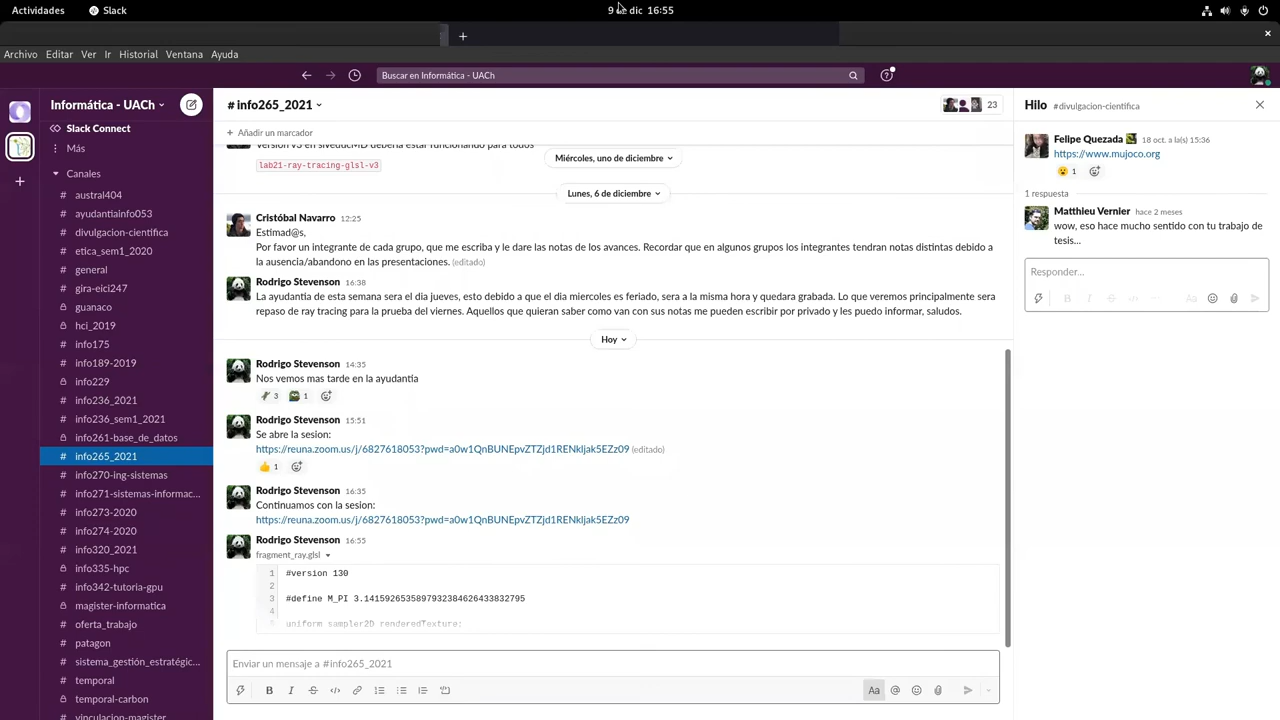 Actividades
Slack
9 de dic 16:55
Archivo Editar Ver Ir Historial Ventana Ayuda
Buscar en Informática - UACh
Informática - UACh
Slack Connect
Más
Canales
# austral404
# ayudantiainfo053
# divulgacion-cientifica
# etica_sem1_2020
# general
# gira-eici247
guanaco
hci_2019
# info175
# info189-2019
info229
# info236_2021
# info236_sem1_2021
info261-base_de_datos
# info265_2021
# info270-ing-sistemas
# info271-sistemas-informac...
# info273-2020
# info274-2020
# info320_2021
info335-hpc
# info342-tutoria-gpu
magister-informatica
# oferta_trabajo
# patagon
# sistema_gestión_estratégic...
# temporal
temporal-carbon
# vinculacion-magister
# info265_2021
23
+ Añadir un marcador
version v3 en siveducMD debería estar funcionando para todos
lab21-ray-tracing-glsl-v3
Miércoles, uno de diciembre
Lunes, 6 de diciembre
Cristóbal Navarro 12:25
Estimad@s,
Por favor un integrante de cada grupo, que me escriba y le dare las notas de los avances. Recordar que en algunos grupos los integrantes tendran notas distintas debido a
la ausencia/abandono en las presentaciones. (editado)
Rodrigo Stevenson 16:38
La ayudantia de esta semana sera el dia jueves, esto debido a que el dia miercoles es feriado, sera a la misma hora y quedara grabada. Lo que veremos principalmente sera
repaso de ray tracing para la prueba del viernes. Aquellos que quieran saber como van con sus notas me pueden escribir por privado y les puedo informar, saludos.
Hoy
Rodrigo Stevenson 14:35
Nos vemos mas tarde en la ayudantia
3 1
Rodrigo Stevenson 15:51
Se abre la sesion:
https://reuna.zoom.us/j/6827618053?pwd=a0w1QnBUNEpvZTZjd1RENkljak5EZz09 (editado)
1
Rodrigo Stevenson 16:35
Continuamos con la sesion:
https://reuna.zoom.us/j/6827618053?pwd=a0w1QnBUNEpvZTZjd1RENkljak5EZz09
Rodrigo Stevenson 16:55
fragment_ray.glsl
1 #version 130
2
3 #define M_PI 3.1415926535897932384626433832795
4
5 uniform sampler2D renderedTexture;
Enviar un mensaje a #info265_2021
B I S
Aa @
Hilo #divulgacion-cientifica
Felipe Quezada 18 oct. a la(s) 15:36
https://www.mujoco.org
1
1 respuesta
Matthieu Vernier hace 2 meses
wow, eso hace mucho sentido con tu trabajo de
tesis...
Responder...
B I S
Aa